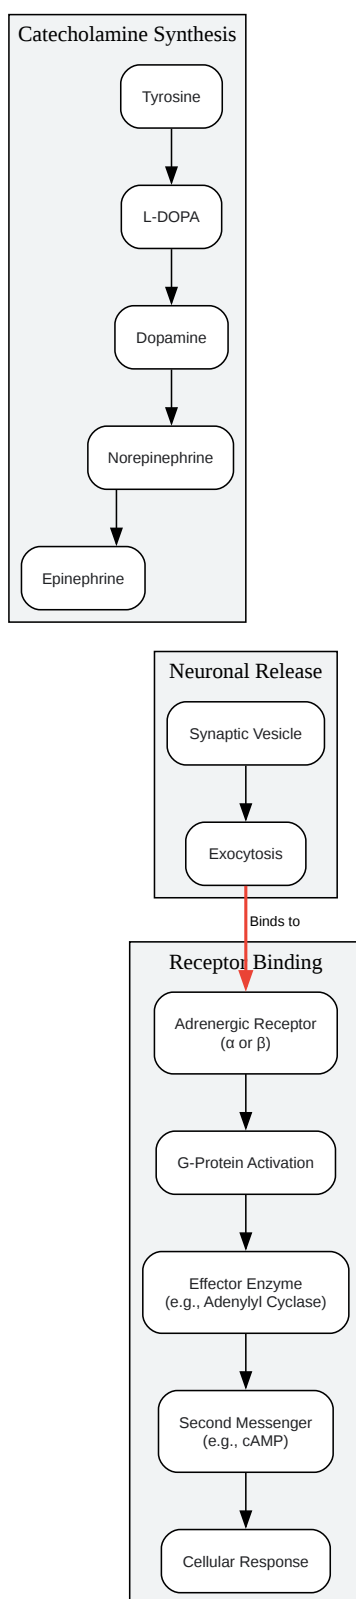 Catecholamine Synthesis
Tyrosine
L-DOPA
Dopamine
Norepinephrine
Epinephrine
Neuronal Release
Synaptic Vesicle
Exocytosis
Binds to
Receptor Binding
Adrenergic Receptor
(α or β)
G-Protein Activation
Effector Enzyme
(e.g., Adenylyl Cyclase)
Second Messenger
(e.g., cAMP)
Cellular Response